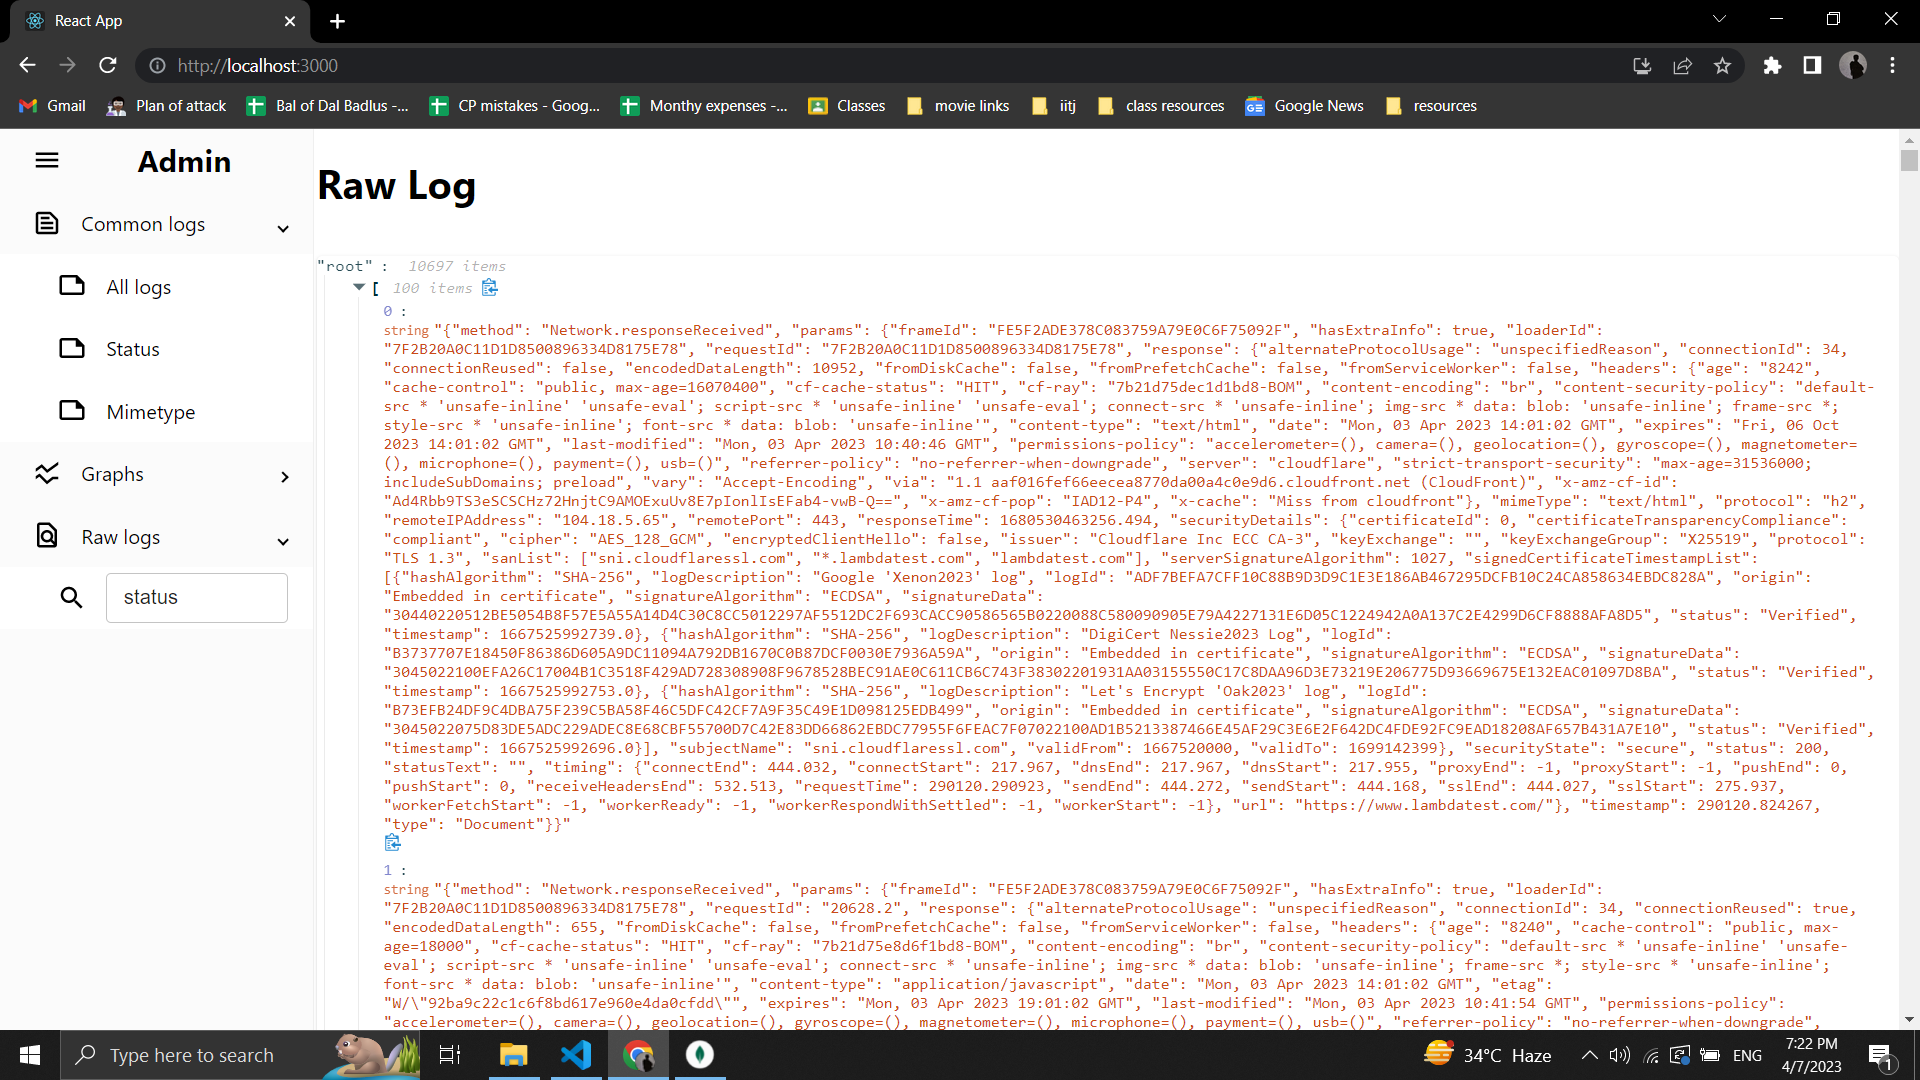 React App
http://localhost:3000
Gmail
Plan of attack
Bal of Dal Badlus -...
CP mistakes - Goog...
Monthy expenses -...
Classes
movie links
iitj
class resources
Google News
resources
Admin
Common logs
All logs
Status
Mimetype
Graphs
Raw logs
status
Raw Log
"root" : 10697 items
[ 100 items
0 :
string "{"method": "Network.responseReceived", "params": {"frameId": "FE5F2ADE378C083759A79E0C6F75092F", "hasExtraInfo": true, "loaderId":
"7F2B20A0C11D1D8500896334D8175E78", "requestId": "7F2B20A0C11D1D8500896334D8175E78", "response": {"alternateProtocolUsage": "unspecifiedReason", "connectionId": 34,
"connectionReused": false, "encodedDataLength": 10952, "fromDiskCache": false, "fromPrefetchCache": false, "fromServiceWorker": false, "headers": {"age": "8242",
"cache-control": "public, max-age=16070400", "cf-cache-status": "HIT", "cf-ray": "7b21d75dec1d1bd8-BOM", "content-encoding": "br", "content-security-policy": "default-
src * 'unsafe-inline' 'unsafe-eval'; script-src * 'unsafe-inline' 'unsafe-eval'; connect-src * 'unsafe-inline'; img-src * data: blob: 'unsafe-inline'; frame-src *;
style-src * 'unsafe-inline'; font-src * data: blob: 'unsafe-inline'", "content-type": "text/html", "date": "Mon, 03 Apr 2023 14:01:02 GMT", "expires": "Fri, 06 Oct
2023 14:01:02 GMT", "last-modified": "Mon, 03 Apr 2023 10:40:46 GMT", "permissions-policy": "accelerometer=(), camera=(), geolocation=(), gyroscope=(), magnetometer=
(), microphone=(), payment=(), usb=()", "referrer-policy": "no-referrer-when-downgrade", "server": "cloudflare", "strict-transport-security": "max-age=31536000;
includeSubDomains; preload", "vary": "Accept-Encoding", "via": "1.1 aaf016fef66eecea8770da00a4c0e9d6.cloudfront.net (CloudFront)", "x-amz-cf-id":
"Ad4Rbb9TS3eSCSCHz72HnjtC9AMOExuUv8E7pIonlIsEFab4-vwB-Q==", "x-amz-cf-pop": "IAD12-P4", "x-cache": "Miss from cloudfront"}, "mimeType": "text/html", "protocol": "h2",
"remoteIPAddress": "104.18.5.65", "remotePort": 443, "responseTime": 1680530463256.494, "securityDetails": {"certificateId": 0, "certificateTransparencyCompliance":
"compliant", "cipher": "AES_128_GCM", "encryptedClientHello": false, "issuer": "Cloudflare Inc ECC CA-3", "keyExchange": "", "keyExchangeGroup": "X25519", "protocol":
"TLS 1.3", "sanList": ["sni.cloudflaressl.com", "*.lambdatest.com", "lambdatest.com"], "serverSignatureAlgorithm": 1027, "signedCertificateTimestampList":
[{"hashAlgorithm": "SHA-256", "logDescription": "Google 'Xenon2023' log", "logId": "ADF7BEFA7CFF10C88B9D3D9C1E3E186AB467295DCFB10C24CA858634EBDC828A", "origin":
"Embedded in certificate", "signatureAlgorithm": "ECDSA", "signatureData":
"30440220512BE5054B8F57E5A55A14D4C30C8CC5012297AF5512DC2F693CACC90586565B0220088C580090905E79A4227131E6D05C1224942A0A137C2E4299D6CF8888AFA8D5", "status": "Verified",
"timestamp": 1667525992739.0}, {"hashAlgorithm": "SHA-256", "logDescription": "DigiCert Nessie2023 Log", "logId":
"B3737707E18450F86386D605A9DC11094A792DB1670C0B87DCF0030E7936A59A", "origin": "Embedded in certificate", "signatureAlgorithm": "ECDSA", "signatureData":
"3045022100EFA26C17004B1C3518F429AD728308908F9678528BEC91AE0C611CB6C743F38302201931AA03155550C17C8DAA96D3E73219E206775D93669675E132EAC01097D8BA", "status": "Verified",
"timestamp": 1667525992753.0}, {"hashAlgorithm": "SHA-256", "logDescription": "Let's Encrypt 'Oak2023' log", "logId":
"B73EFB24DF9C4DBA75F239C5BA58F46C5DFC42CF7A9F35C49E1D098125EDB499", "origin": "Embedded in certificate", "signatureAlgorithm": "ECDSA", "signatureData":
"3045022075D83DE5ADC229ADEC8E68CBF55700D7C42E83DD66862EBDC77955F6FEAC7F07022100AD1B5213387466E45AF29C3E6E2F642DC4FDE92FC9EAD18208AF657B431A7E10", "status": "Verified",
"timestamp": 1667525992696.0}], "subjectName": "sni.cloudflaressl.com", "validFrom": 1667520000, "validTo": 1699142399}, "securityState": "secure", "status": 200,
"statusText": "", "timing": {"connectEnd": 444.032, "connectStart": 217.967, "dnsEnd": 217.967, "dnsStart": 217.955, "proxyEnd": -1, "proxyStart": -1, "pushEnd": 0,
"pushStart": 0, "receiveHeadersEnd": 532.513, "requestTime": 290120.290923, "sendEnd": 444.272, "sendStart": 444.168, "sslEnd": 444.027, "sslStart": 275.937,
"workerFetchStart": -1, "workerReady": -1, "workerRespondWithSettled": -1, "workerStart": -1}, "url": "https://www.lambdatest.com/"}, "timestamp": 290120.824267,
"type": "Document"}}"
1 :
string "{"method": "Network.responseReceived", "params": {"frameId": "FE5F2ADE378C083759A79E0C6F75092F", "hasExtraInfo": true, "loaderId":
"7F2B20A0C11D1D8500896334D8175E78", "requestId": "20628.2", "response": {"alternateProtocolUsage": "unspecifiedReason", "connectionId": 34, "connectionReused": true,
"encodedDataLength": 655, "fromDiskCache": false, "fromPrefetchCache": false, "fromServiceWorker": false, "headers": {"age": "8240", "cache-control": "public, max-
age=18000", "cf-cache-status": "HIT", "cf-ray": "7b21d75e8d6f1bd8-BOM", "content-encoding": "br", "content-security-policy": "default-src * 'unsafe-inline' 'unsafe-
eval'; script-src * 'unsafe-inline' 'unsafe-eval'; connect-src * 'unsafe-inline'; img-src * data: blob: 'unsafe-inline'; frame-src *; style-src * 'unsafe-inline';
font-src * data: blob: 'unsafe-inline'", "content-type": "application/javascript", "date": "Mon, 03 Apr 2023 14:01:02 GMT", "etag":
"W/\"92ba9c22c1c6f8bd617e960e4da0cfdd\"", "expires": "Mon, 03 Apr 2023 19:01:02 GMT", "last-modified": "Mon, 03 Apr 2023 10:41:54 GMT", "permissions-policy":
"accelerometer=(), camera=(), geolocation=(), gyroscope=(), magnetometer=(), microphone=(), payment=(), usb=()", "referrer-policy": "no-referrer-when-downgrade",
Type here to search
34°C Haze
ENG
7:22 PM
4/7/2023
1